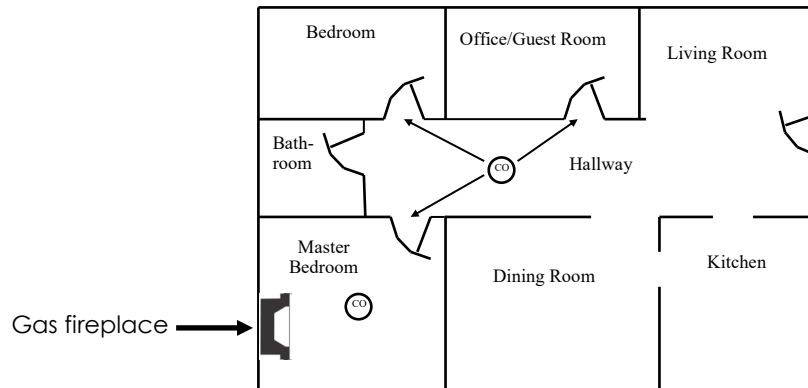 Bedroom
Office/Guest Room
Living Room
Bath-
room
CO
Hallway
Master
Bedroom
Dining Room
Kitchen
CO
Gas fireplace